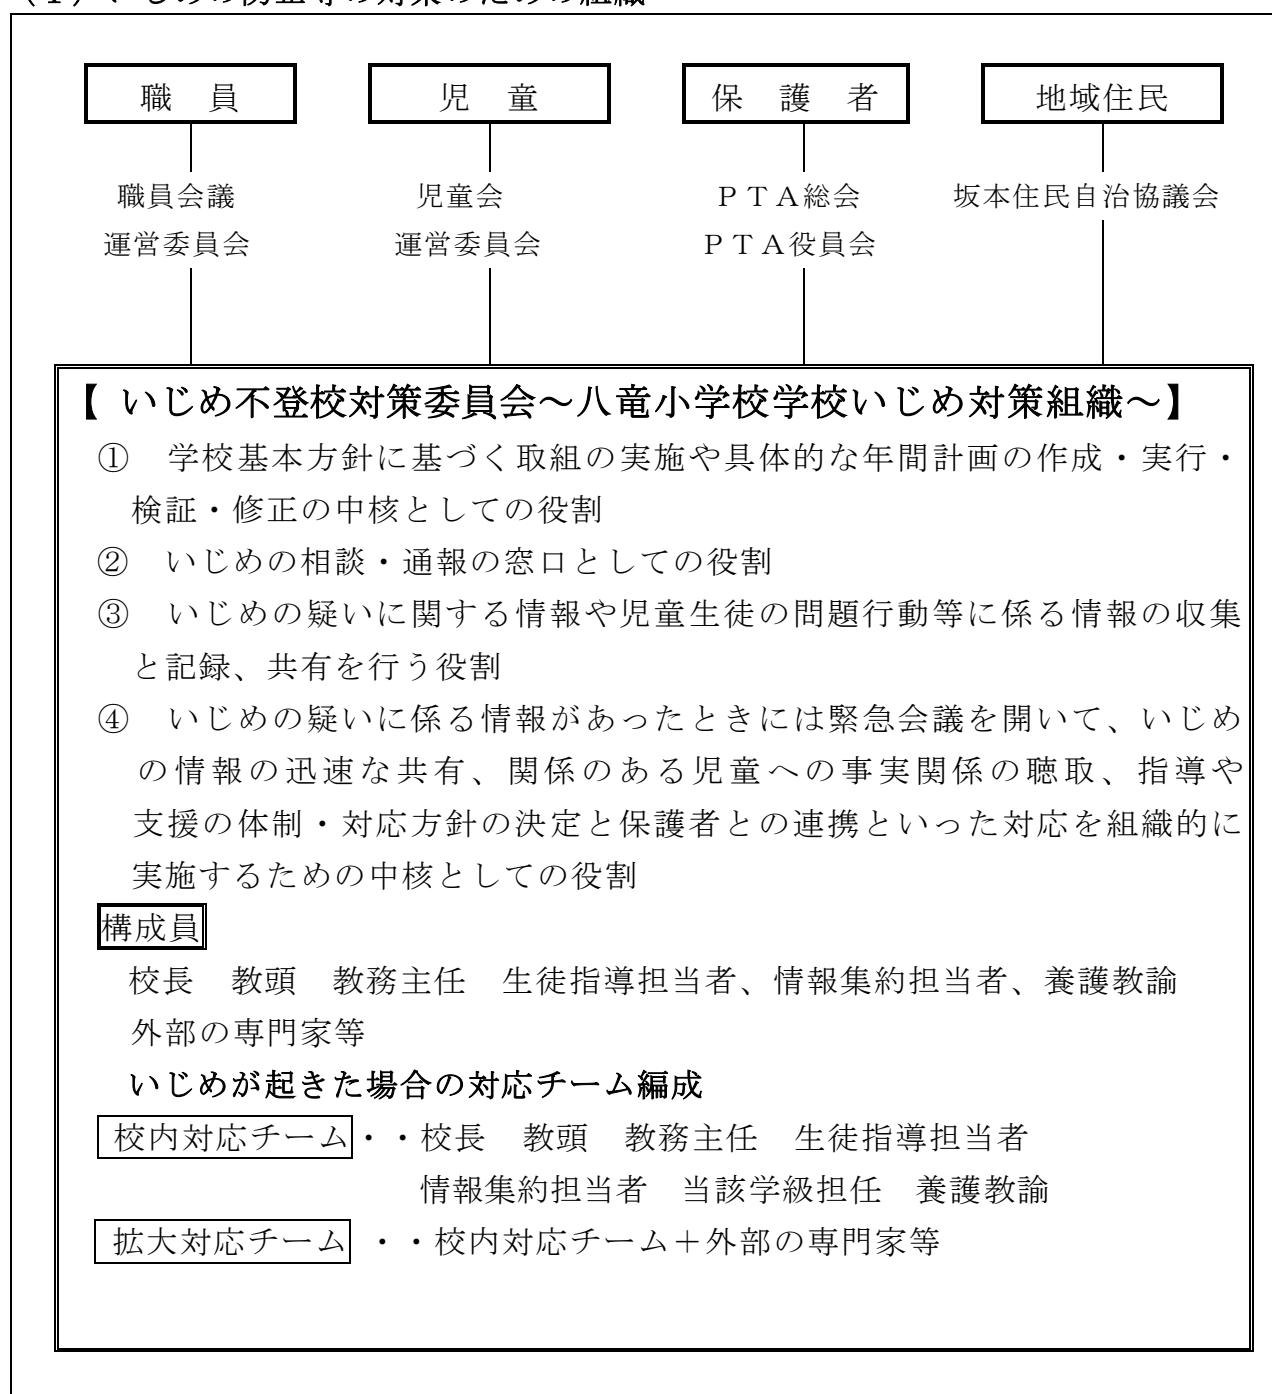 職　員
児　童
保　護　者
地域住民
職員会議
児童会
ＰＴＡ総会
坂本住民自治協議会
運営委員会
運営委員会
ＰＴＡ役員会
【 いじめ不登校対策委員会～八竜小学校学校いじめ対策組織～】
①　学校基本方針に基づく取組の実施や具体的な年間計画の作成・実行・
検証・修正の中核としての役割
②　いじめの相談・通報の窓口としての役割
③　いじめの疑いに関する情報や児童生徒の問題行動等に係る情報の収集
と記録、共有を行う役割
④　いじめの疑いに係る情報があったときには緊急会議を開いて、いじめ
の情報の迅速な共有、関係のある児童への事実関係の聴取、指導や
支援の体制・対応方針の決定と保護者との連携といった対応を組織的に
実施するための中核としての役割
構成員
校長　教頭　教務主任　生徒指導担当者、情報集約担当者、養護教諭
外部の専門家等
いじめが起きた場合の対応チーム編成
校内対応チーム・・校長　教頭　教務主任　生徒指導担当者
情報集約担当者　当該学級担任　養護教諭
拡大対応チーム ・・校内対応チーム＋外部の専門家等